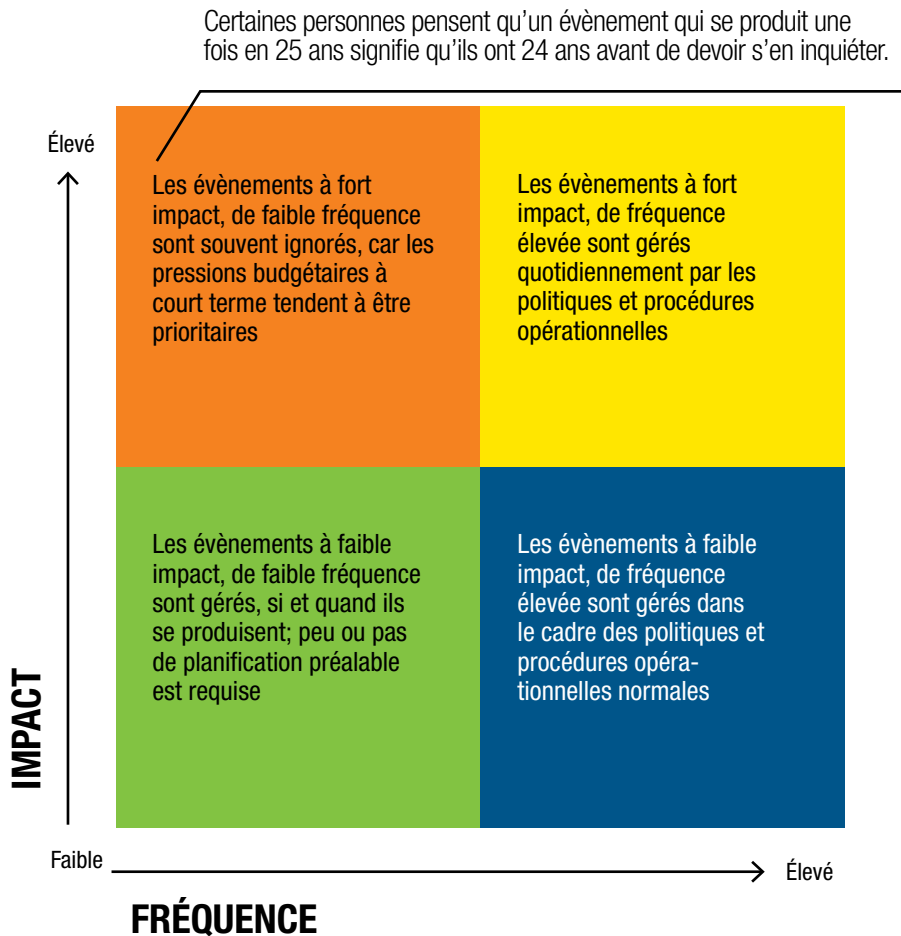 Certaines personnes pensent qu'un évènement qui se produit une
fois en 25 ans signifie qu'ils ont 24 ans avant de devoir s'en inquiéter.
Élevé
Les évènements à fort
impact, de faible fréquence
sont souvent ignorés, car les
pressions budgétaires à
court terme tendent à être
prioritaires
Les évènements à fort
impact, de fréquence
élevée sont gérés
quotidiennement par les
politiques et procédures
opérationnelles
Les évènements à faible
impact, de faible fréquence
sont gérés, si et quand ils
se produisent; peu ou pas
de planification préalable
est requise
Les évènements à faible
impact, de fréquence
élevée sont gérés dans
le cadre des politiques et
procédures opéra-
tionnelles normales
IMPACT
Faible
Élevé
FRÉQUENCE